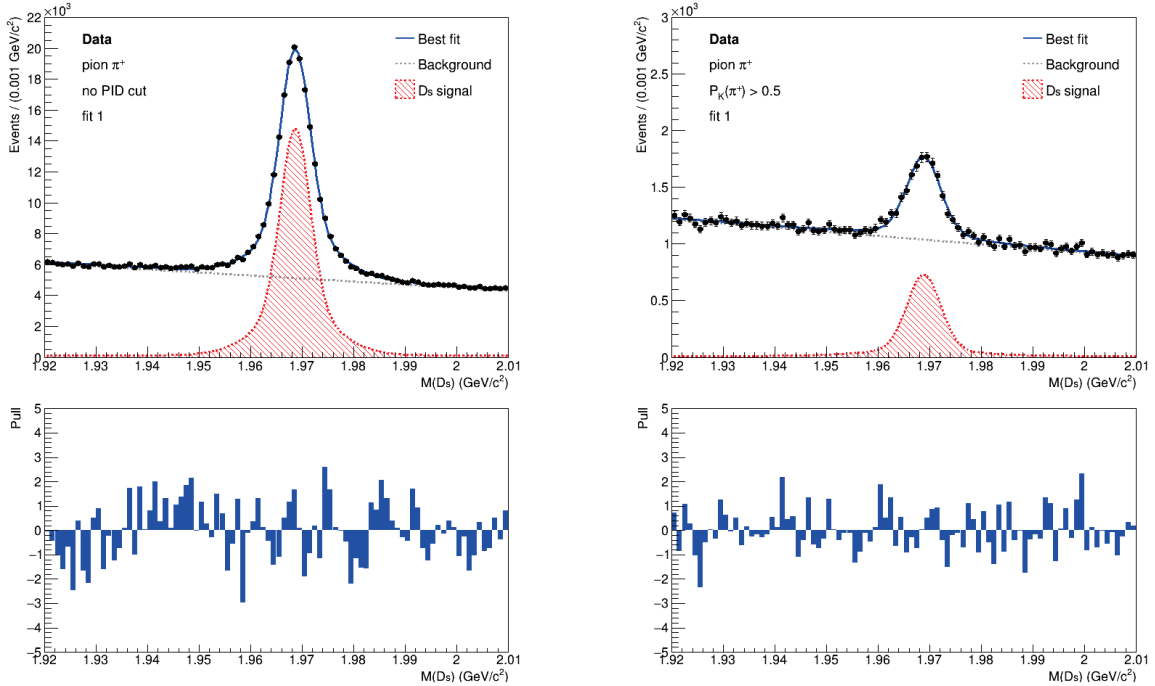 ×10³
22
20
18
16
14
12
10
8
6
4
2
0
Events / (0.001 GeV/c²)
Data
pion π⁺
no PID cut
fit 1
Best fit
Background
Ds signal
1.92 1.93 1.94 1.95 1.96 1.97 1.98 1.99 2 2.01
M(Ds) (GeV/c²)
×10³
3
2.5
2
1.5
1
0.5
0
Events / (0.001 GeV/c²)
Data
pion π⁺
P_K(π⁺) > 0.5
fit 1
Best fit
Background
Ds signal
1.92 1.93 1.94 1.95 1.96 1.97 1.98 1.99 2 2.01
M(Ds) (GeV/c²)
5
4
3
2
1
0
−1
−2
−3
−4
−5
Pull
1.92 1.93 1.94 1.95 1.96 1.97 1.98 1.99 2 2.01
M(Ds) (GeV/c²)
5
4
3
2
1
0
−1
−2
−3
−4
−5
Pull
1.92 1.93 1.94 1.95 1.96 1.97 1.98 1.99 2 2.01
M(Ds) (GeV/c²)